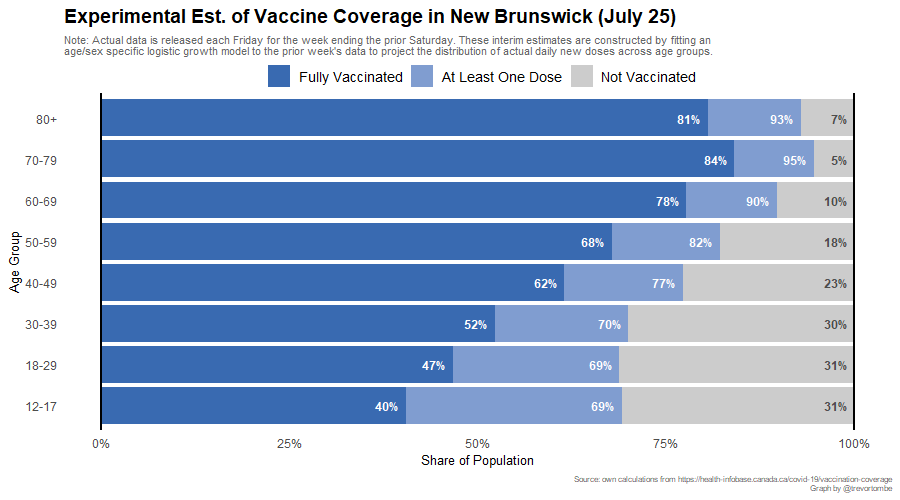 Experimental Est. of Vaccine Coverage in New Brunswick (July 25)
Note: Actual data is released each Friday for the week ending the prior Saturday. These interim estimates are constructed by fitting an
age/sex specific logistic growth model to the prior week's data to project the distribution of actual daily new doses across age groups.
Fully Vaccinated At Least One Dose Not Vaccinated
80+ 81% 93% 7%
70-79 84% 95% 5%
60-69 78% 90% 10%
50-59 68% 82% 18%
40-49 62% 77% 23%
30-39 52% 70% 30%
18-29 47% 69% 31%
12-17 40% 69% 31%
Age Group
0% 25% 50% 75% 100%
Share of Population
Source: own calculations from https://health-infobase.canada.ca/covid-19/vaccination-coverage
Graph by @trevortombe